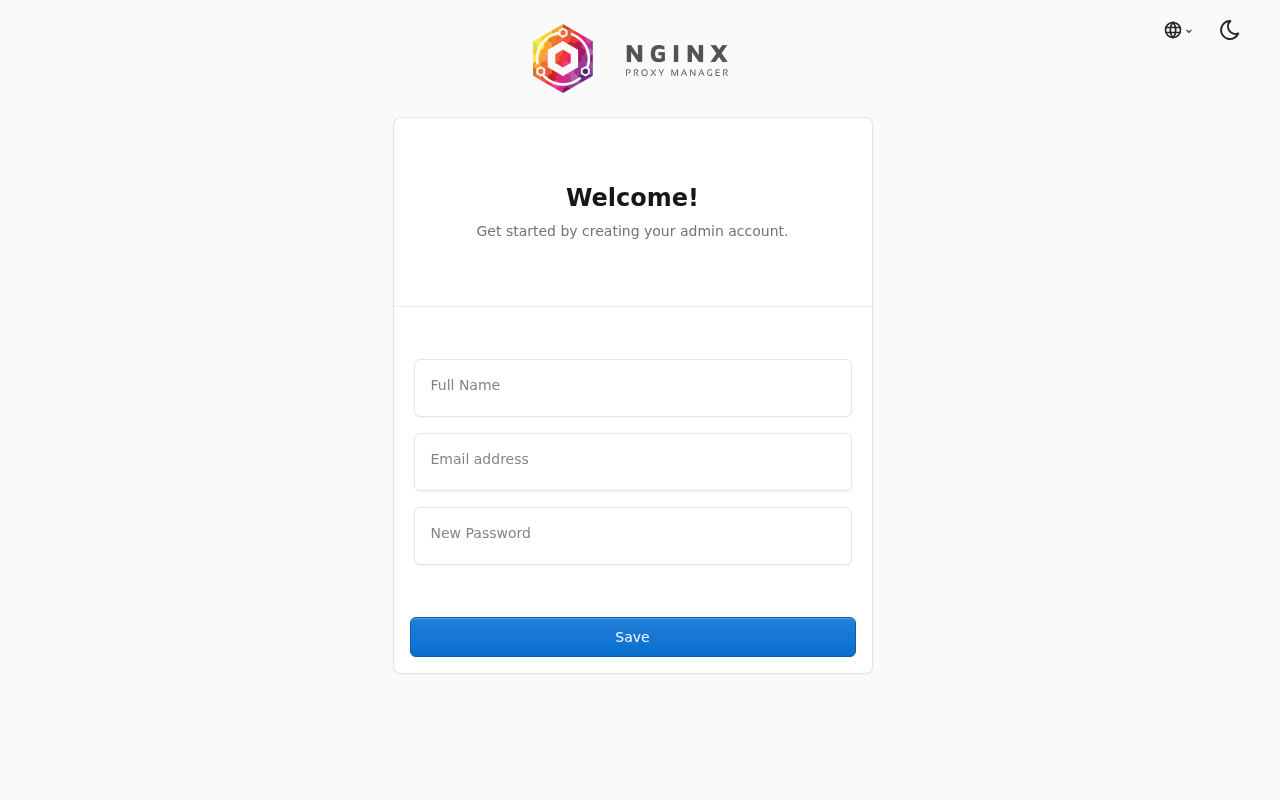 NGINX
PROXY MANAGER
Welcome!
Get started by creating your admin account.
Full Name
Email address
New Password
Save